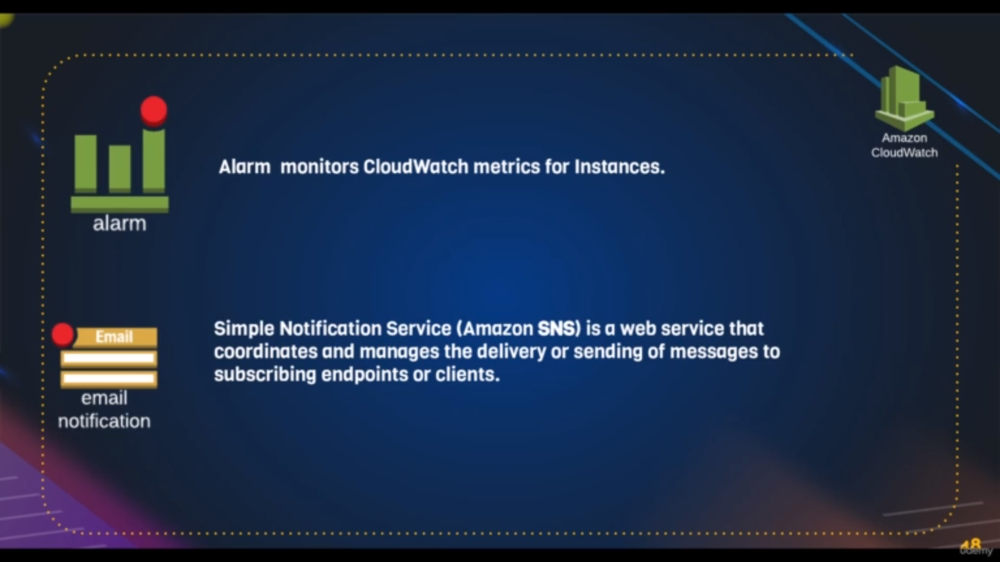 Amazon
CloudWatch
Alarm monitors CloudWatch metrics for Instances.
alarm
Simple Notification Service (Amazon SNS) is a web service that
coordinates and manages the delivery or sending of messages to
subscribing endpoints or clients.
Email
email
notification
48
udemy